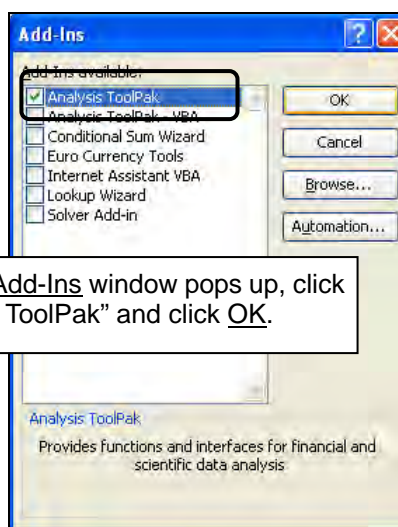 Add-Ins
Add-Ins available:
Analysis ToolPak
Analysis ToolPak - VBA
Conditional Sum Wizard
Euro Currency Tools
Internet Assistant VBA
Lookup Wizard
Solver Add-in
OK
Cancel
Browse...
Automation...
Add-Ins window pops up, click
ToolPak” and click OK.
Analysis ToolPak
Provides functions and interfaces for financial and
scientific data analysis